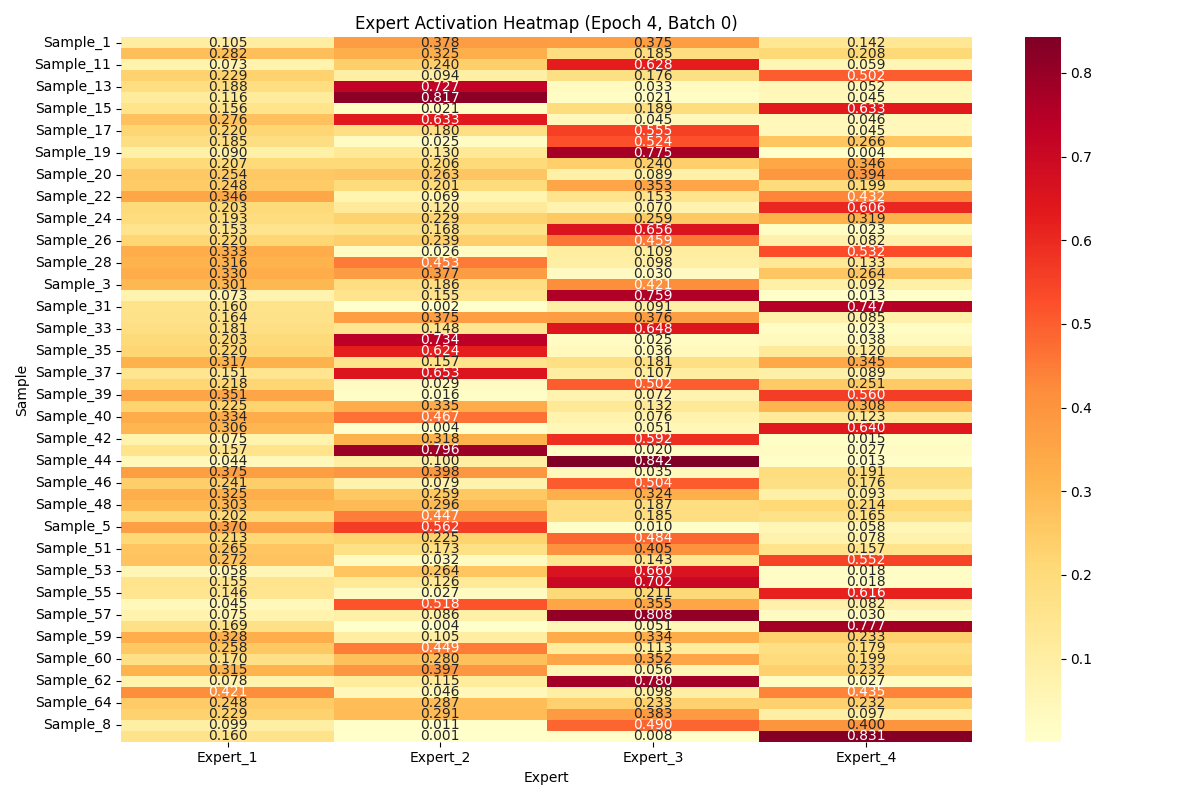 Expert Activation Heatmap (Epoch 4, Batch 0)
Sample_1 0.105 0.378 0.375 0.142
0.282 0.325 0.185 0.208
Sample_11 0.073 0.240 0.628 0.059
0.229 0.094 0.176 0.502
Sample_13 0.188 0.727 0.033 0.052
0.116 0.817 0.021 0.045
Sample_15 0.156 0.021 0.189 0.633
0.276 0.633 0.045 0.046
Sample_17 0.220 0.180 0.555 0.045
0.185 0.025 0.524 0.266
Sample_19 0.090 0.130 0.775 0.004
0.207 0.206 0.240 0.346
Sample_20 0.254 0.263 0.089 0.394
0.248 0.201 0.353 0.199
Sample_22 0.346 0.069 0.153 0.432
0.203 0.120 0.070 0.606
Sample_24 0.193 0.229 0.259 0.319
0.153 0.168 0.656 0.023
Sample_26 0.220 0.239 0.459 0.082
0.333 0.026 0.109 0.532
Sample_28 0.316 0.453 0.098 0.133
0.330 0.377 0.030 0.264
Sample_3 0.301 0.186 0.421 0.092
0.073 0.155 0.759 0.013
Sample_31 0.160 0.002 0.091 0.747
0.164 0.375 0.376 0.085
Sample_33 0.181 0.148 0.648 0.023
0.203 0.734 0.025 0.038
Sample_35 0.220 0.624 0.036 0.120
0.317 0.157 0.181 0.345
Sample_37 0.151 0.653 0.107 0.089
0.218 0.029 0.502 0.251
Sample_39 0.351 0.016 0.072 0.560
0.225 0.335 0.132 0.308
Sample_40 0.334 0.467 0.076 0.123
0.306 0.004 0.051 0.640
Sample_42 0.075 0.318 0.592 0.015
0.157 0.796 0.020 0.027
Sample_44 0.044 0.100 0.842 0.013
0.375 0.398 0.035 0.191
Sample_46 0.241 0.079 0.504 0.176
0.325 0.259 0.324 0.093
Sample_48 0.303 0.296 0.187 0.214
0.202 0.447 0.185 0.165
Sample_5 0.370 0.562 0.010 0.058
0.213 0.225 0.484 0.078
Sample_51 0.265 0.173 0.405 0.157
0.272 0.032 0.143 0.552
Sample_53 0.058 0.264 0.660 0.018
0.155 0.126 0.702 0.018
Sample_55 0.146 0.027 0.211 0.616
0.045 0.518 0.355 0.082
Sample_57 0.075 0.086 0.808 0.030
0.169 0.004 0.051 0.777
Sample_59 0.328 0.105 0.334 0.233
0.258 0.449 0.113 0.179
Sample_60 0.170 0.280 0.352 0.199
0.315 0.397 0.056 0.232
Sample_62 0.078 0.115 0.780 0.027
0.421 0.046 0.098 0.435
Sample_64 0.248 0.287 0.233 0.232
0.229 0.291 0.383 0.097
Sample_8 0.099 0.011 0.490 0.400
0.160 0.001 0.008 0.831
Expert_1 Expert_2 Expert_3 Expert_4
Expert
Sample
0.8
0.7
0.6
0.5
0.4
0.3
0.2
0.1